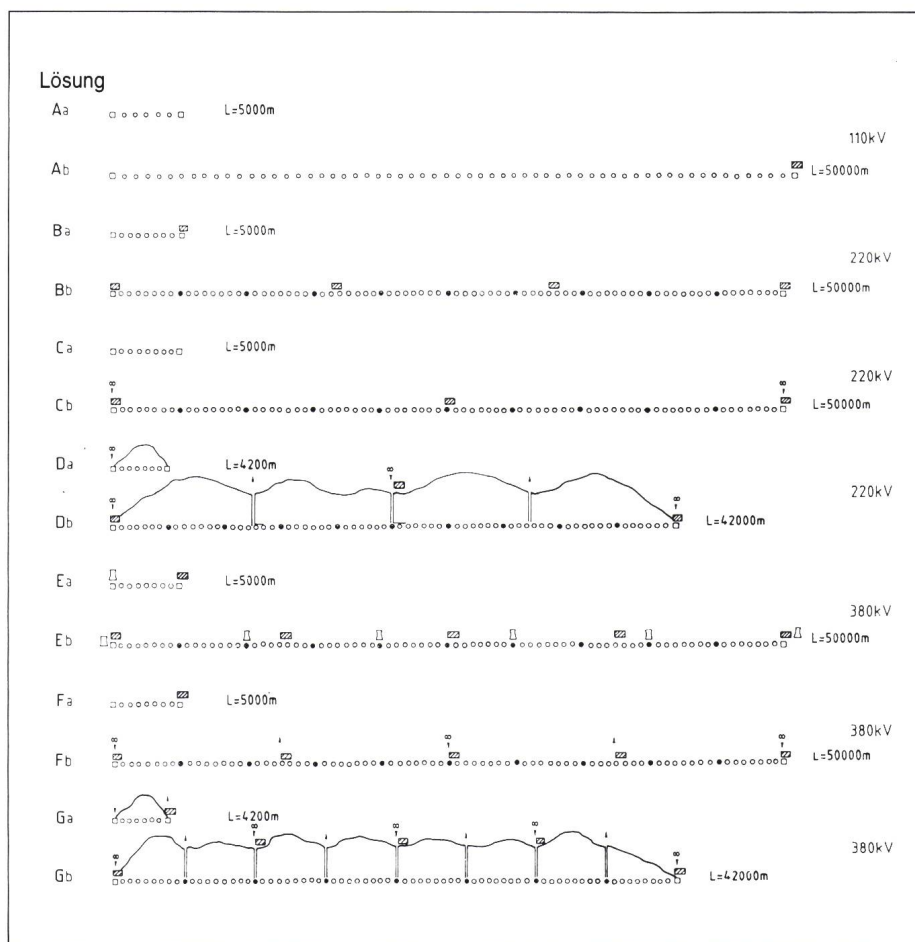 Lösung
Aa L=5000m
110kV
Ab L=50000m
Ba L=5000m
220kV
Bb L=50000m
Ca L=5000m
220kV
Cb L=50000m
Da L=4200m
220kV
Db L=42000m
Ea L=5000m
380kV
Eb L=50000m
Fa L=5000m
380kV
Fb L=50000m
Ga L=4200m
380kV
Gb L=42000m